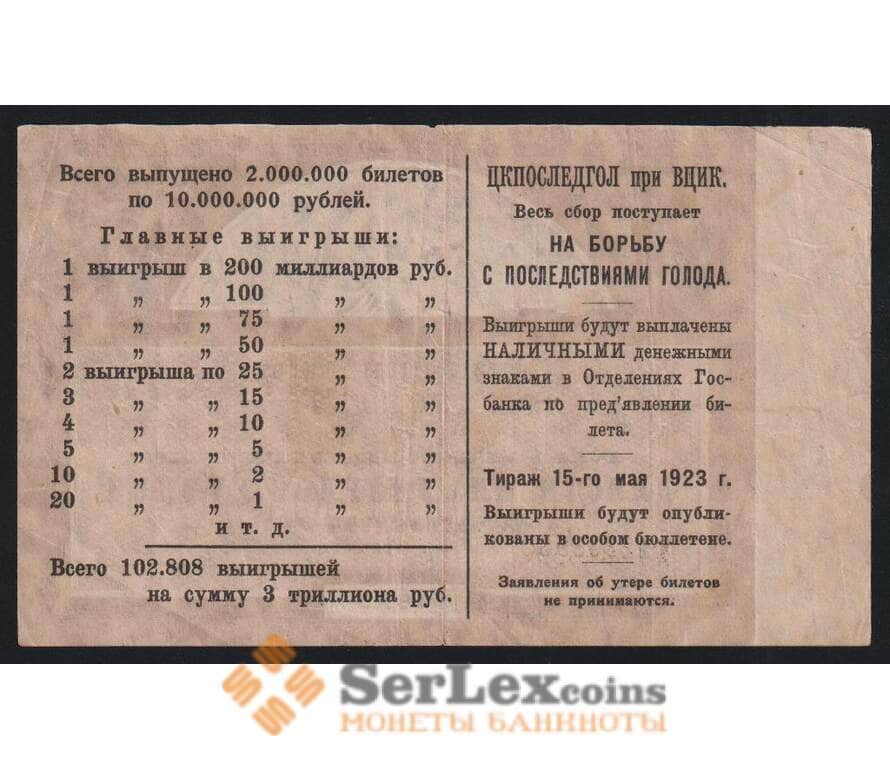 Всего выпущено 2.000.000 билетов
по 10.000.000 рублей.
Главные выигрыши:
1 выигрыш в 200 миллиардов руб.
1 „ „ 100 „ „
1 „ „ 75 „ „
1 „ „ 50 „ „
2 выигрыша по 25 „ „
3 „ „ 15 „ „
4 „ „ 10 „ „
5 „ „ 5 „ „
10 „ „ 2 „ „
20 „ „ 1 „ „
и т. д.
Всего 102.808 выигрышей
на сумму 3 триллиона руб.
ЦКПОСЛЕДГОЛ при ВЦИК.
Весь сбор поступает
НА БОРЬБУ
С ПОСЛЕДСТВИЯМИ ГОЛОДА.
Выигрыши будут выплачены
НАЛИЧНЫМИ денежными
знаками в Отделениях Гос-
банка по пред'явлении би-
лета.
Тираж 15-го мая 1923 г.
Выигрыши будут опубли-
кованы в особом бюллетене.
Заявления об утере билетов
не принимаются.
SerLexcoins
МОНЕТЫ БАНКНОТЫ